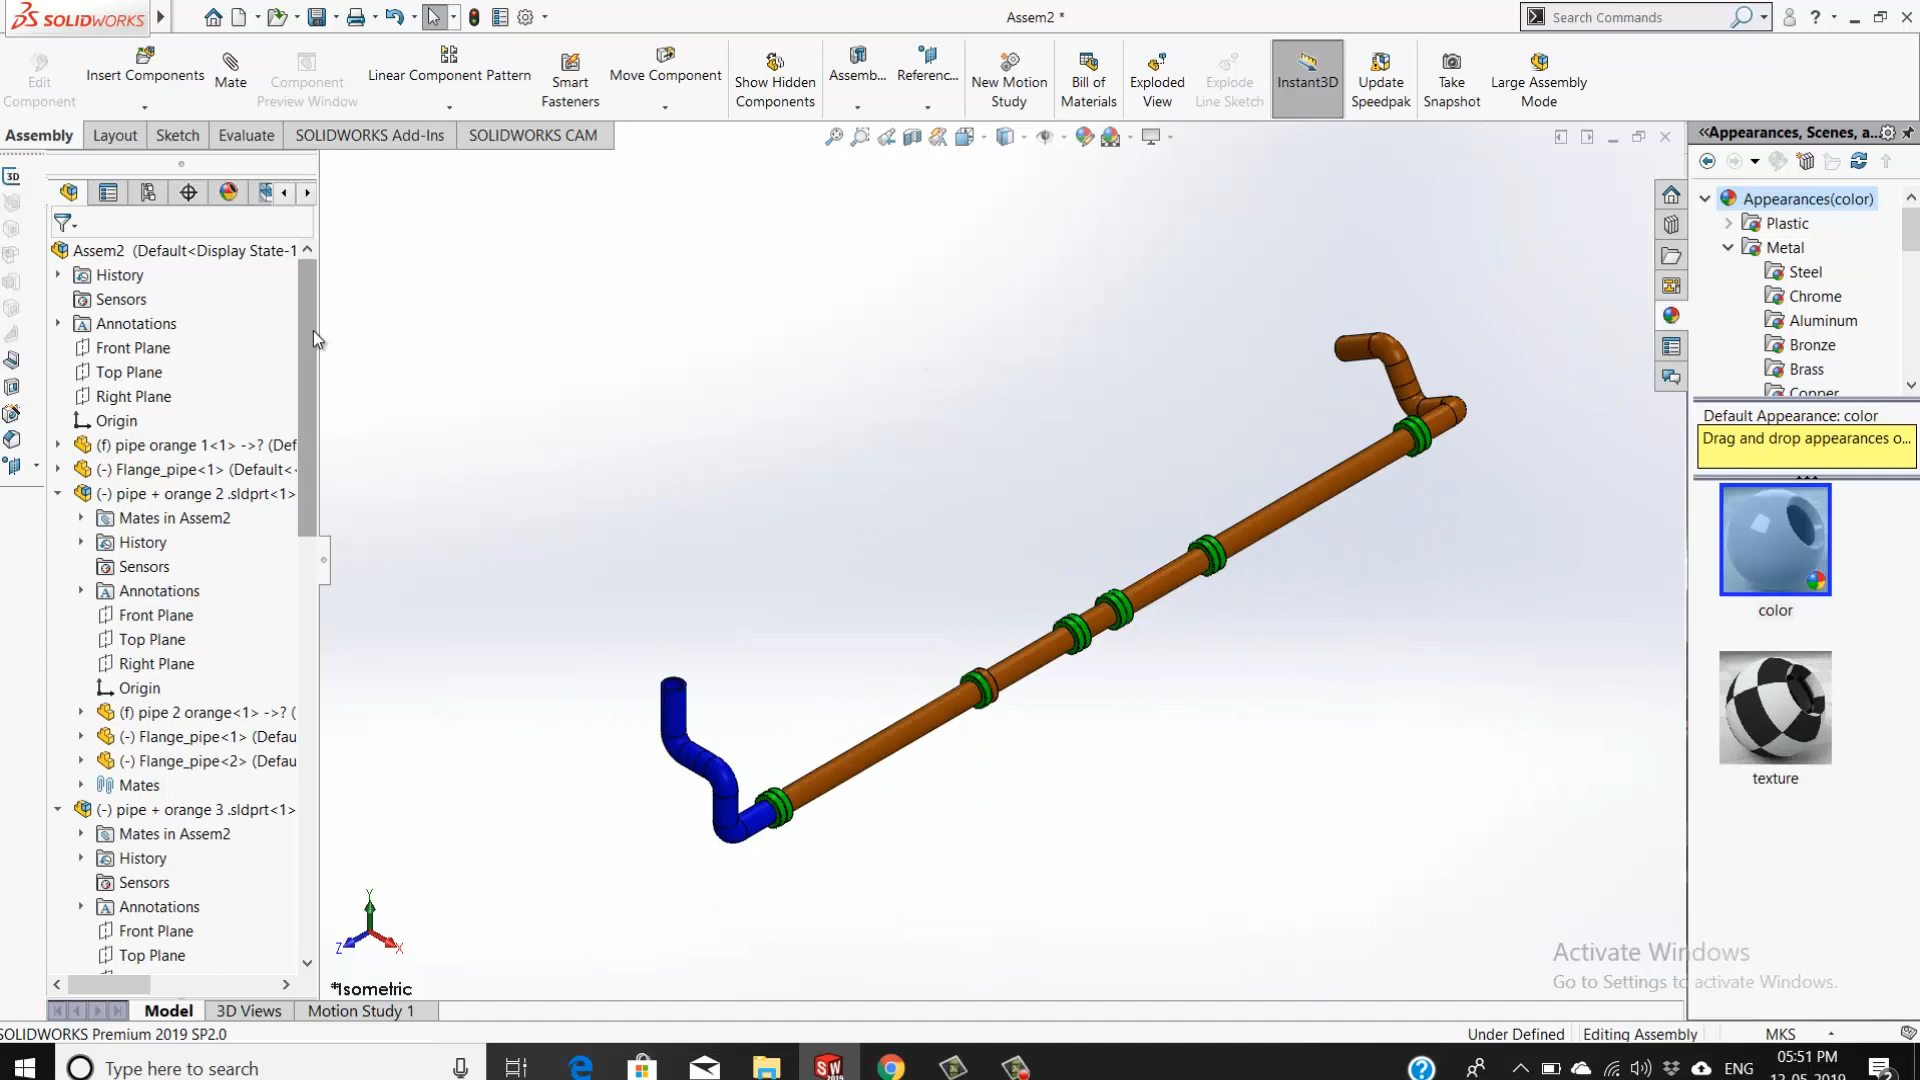 SOLIDWORKS
Assem2 *
Search Commands
Edit Component
Insert Components
Mate
Component Preview Window
Linear Component Pattern
Smart Fasteners
Move Component
Show Hidden Components
Assemb...
Referenc...
New Motion Study
Bill of Materials
Exploded View
Explode Line Sketch
Instant3D
Update Speedpak
Take Snapshot
Large Assembly Mode
Assembly
Layout
Sketch
Evaluate
SOLIDWORKS Add-Ins
SOLIDWORKS CAM
3D
Assem2 (Default<Display State-1
History
Sensors
Annotations
Front Plane
Top Plane
Right Plane
Origin
(f) pipe orange 1<1> ->? (Def
(-) Flange_pipe<1> (Default<
(-) pipe + orange 2 .sldprt<1>
Mates in Assem2
History
Sensors
Annotations
Front Plane
Top Plane
Right Plane
Origin
(f) pipe 2 orange<1> ->? (
(-) Flange_pipe<1> (Defau
(-) Flange_pipe<2> (Defau
Mates
(-) pipe + orange 3 .sldprt<1>
Mates in Assem2
History
Sensors
Annotations
Front Plane
Top Plane
Y
Z
X
*Isometric
Appearances, Scenes, a...
Appearances(color)
Plastic
Metal
Steel
Chrome
Aluminum
Bronze
Brass
Copper
Default Appearance: color
Drag and drop appearances o...
color
texture
Activate Windows
Go to Settings to activate Windows.
Model
3D Views
Motion Study 1
SOLIDWORKS Premium 2019 SP2.0
Under Defined
Editing Assembly
MKS
Type here to search
SW
2019
ENG
05:51 PM
12-05-2019